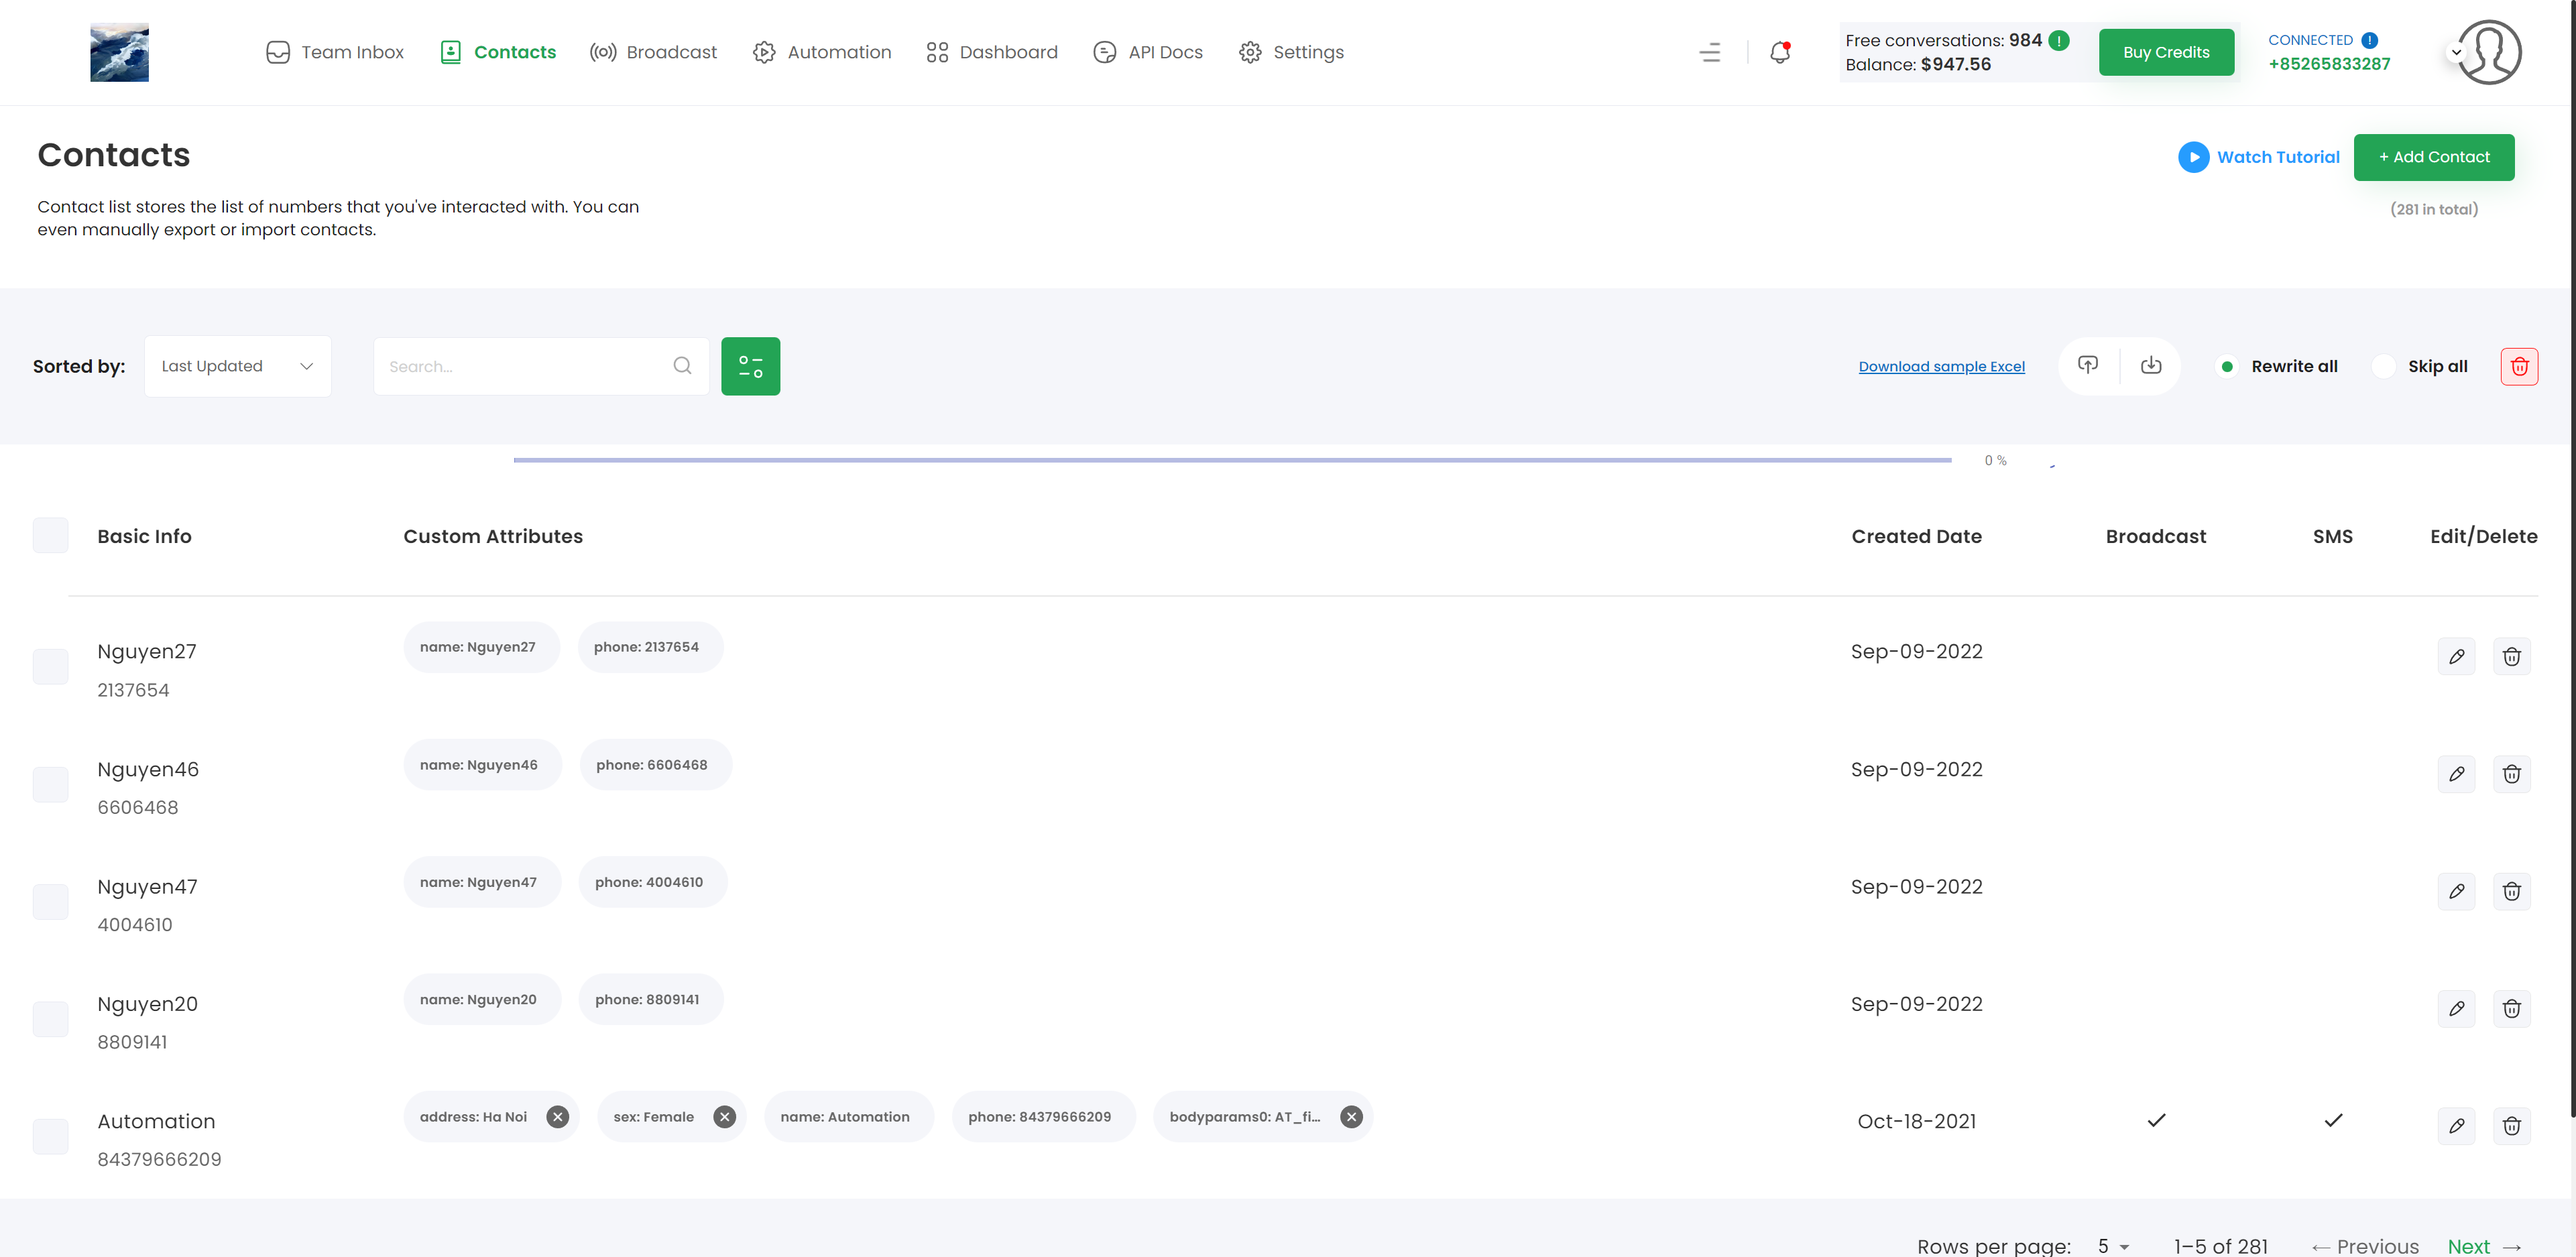 Team Inbox
Contacts
Broadcast
Automation
Dashboard
API Docs
Settings
Free conversations: 984
Balance: $947.56
Buy Credits
CONNECTED
+85265833287
Contacts
Watch Tutorial
+ Add Contact
Contact list stores the list of numbers that you've interacted with. You can
even manually export or import contacts.
(281 in total)
Sorted by:
Last Updated
Search...
Download sample Excel
Rewrite all
Skip all
0 %
Basic Info
Custom Attributes
Created Date
Broadcast
SMS
Edit/Delete
Nguyen27
2137654
name: Nguyen27
phone: 2137654
Sep-09-2022
Nguyen46
6606468
name: Nguyen46
phone: 6606468
Sep-09-2022
Nguyen47
4004610
name: Nguyen47
phone: 4004610
Sep-09-2022
Nguyen20
8809141
name: Nguyen20
phone: 8809141
Sep-09-2022
Automation
84379666209
address: Ha Noi
sex: Female
name: Automation
phone: 84379666209
bodyparams0: AT_fi...
Oct-18-2021
Rows per page:
5
1–5 of 281
← Previous
Next →